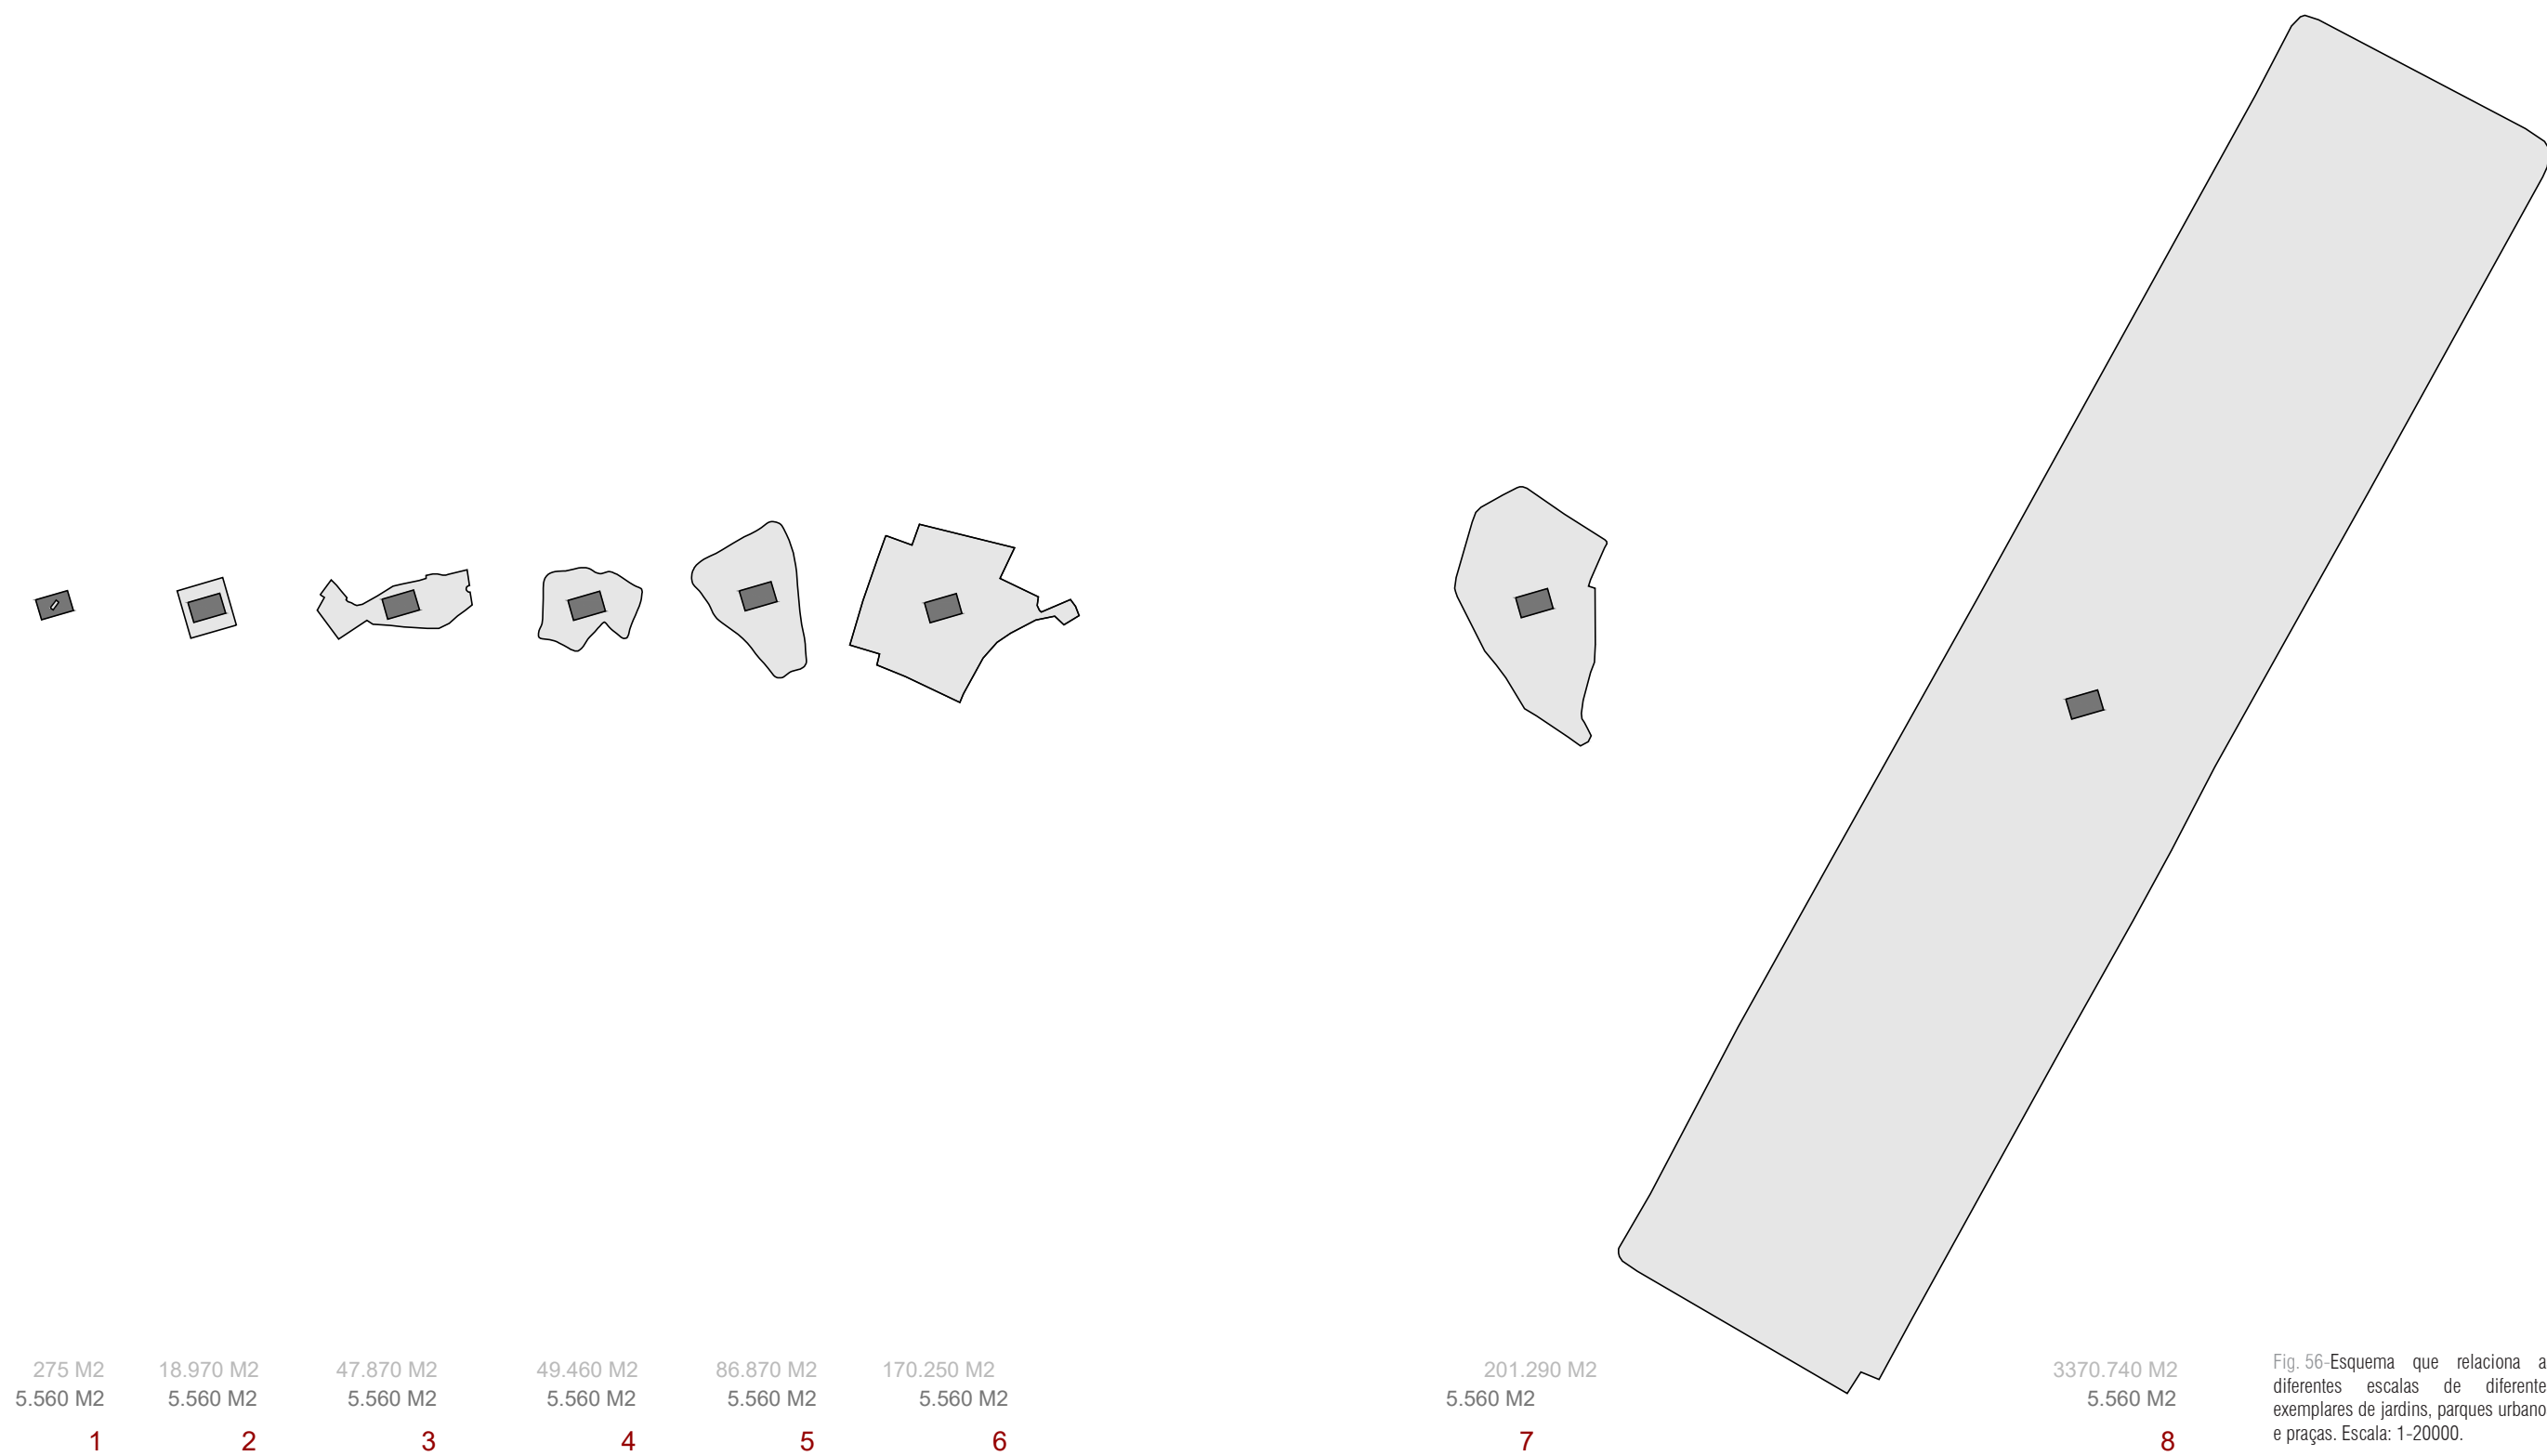 275 M2 18.970 M2 47.870 M2 49.460 M2 86.870 M2 170.250 M2 201.290 M2 3370.740 M2
5.560 M2 5.560 M2 5.560 M2 5.560 M2 5.560 M2 5.560 M2 5.560 M2 5.560 M2
1 2 3 4 5 6 7 8
Fig. 56-Esquema que relaciona a
diferentes escalas de diferente
exemplares de jardins, parques urbano
e praças. Escala: 1-20000.